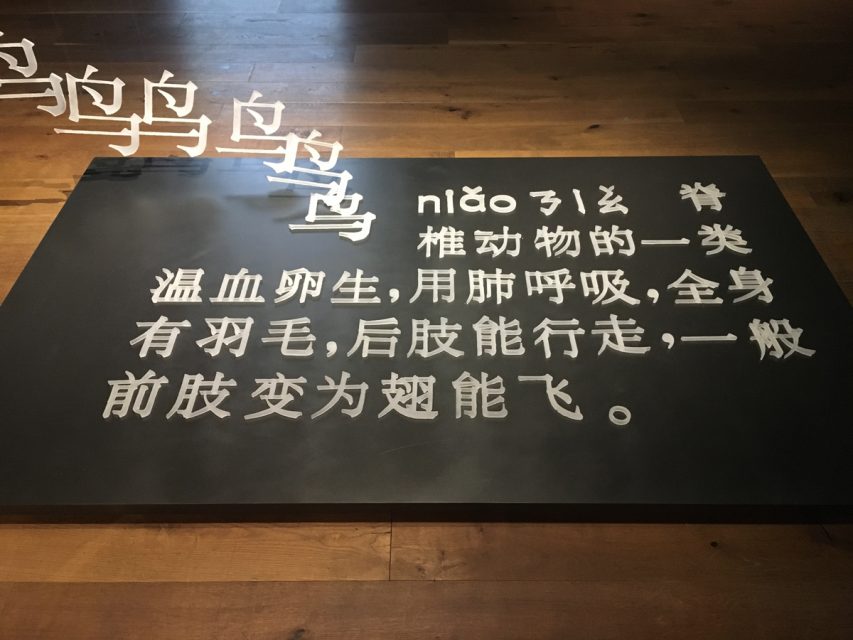 鸟 鸟 鸟 鸟 鸟
鸟 niǎo ㄋㄧㄠˇ 脊
椎动物的一类
温血卵生,用肺呼吸,全身
有羽毛,后肢能行走,一般
前肢变为翅能飞。